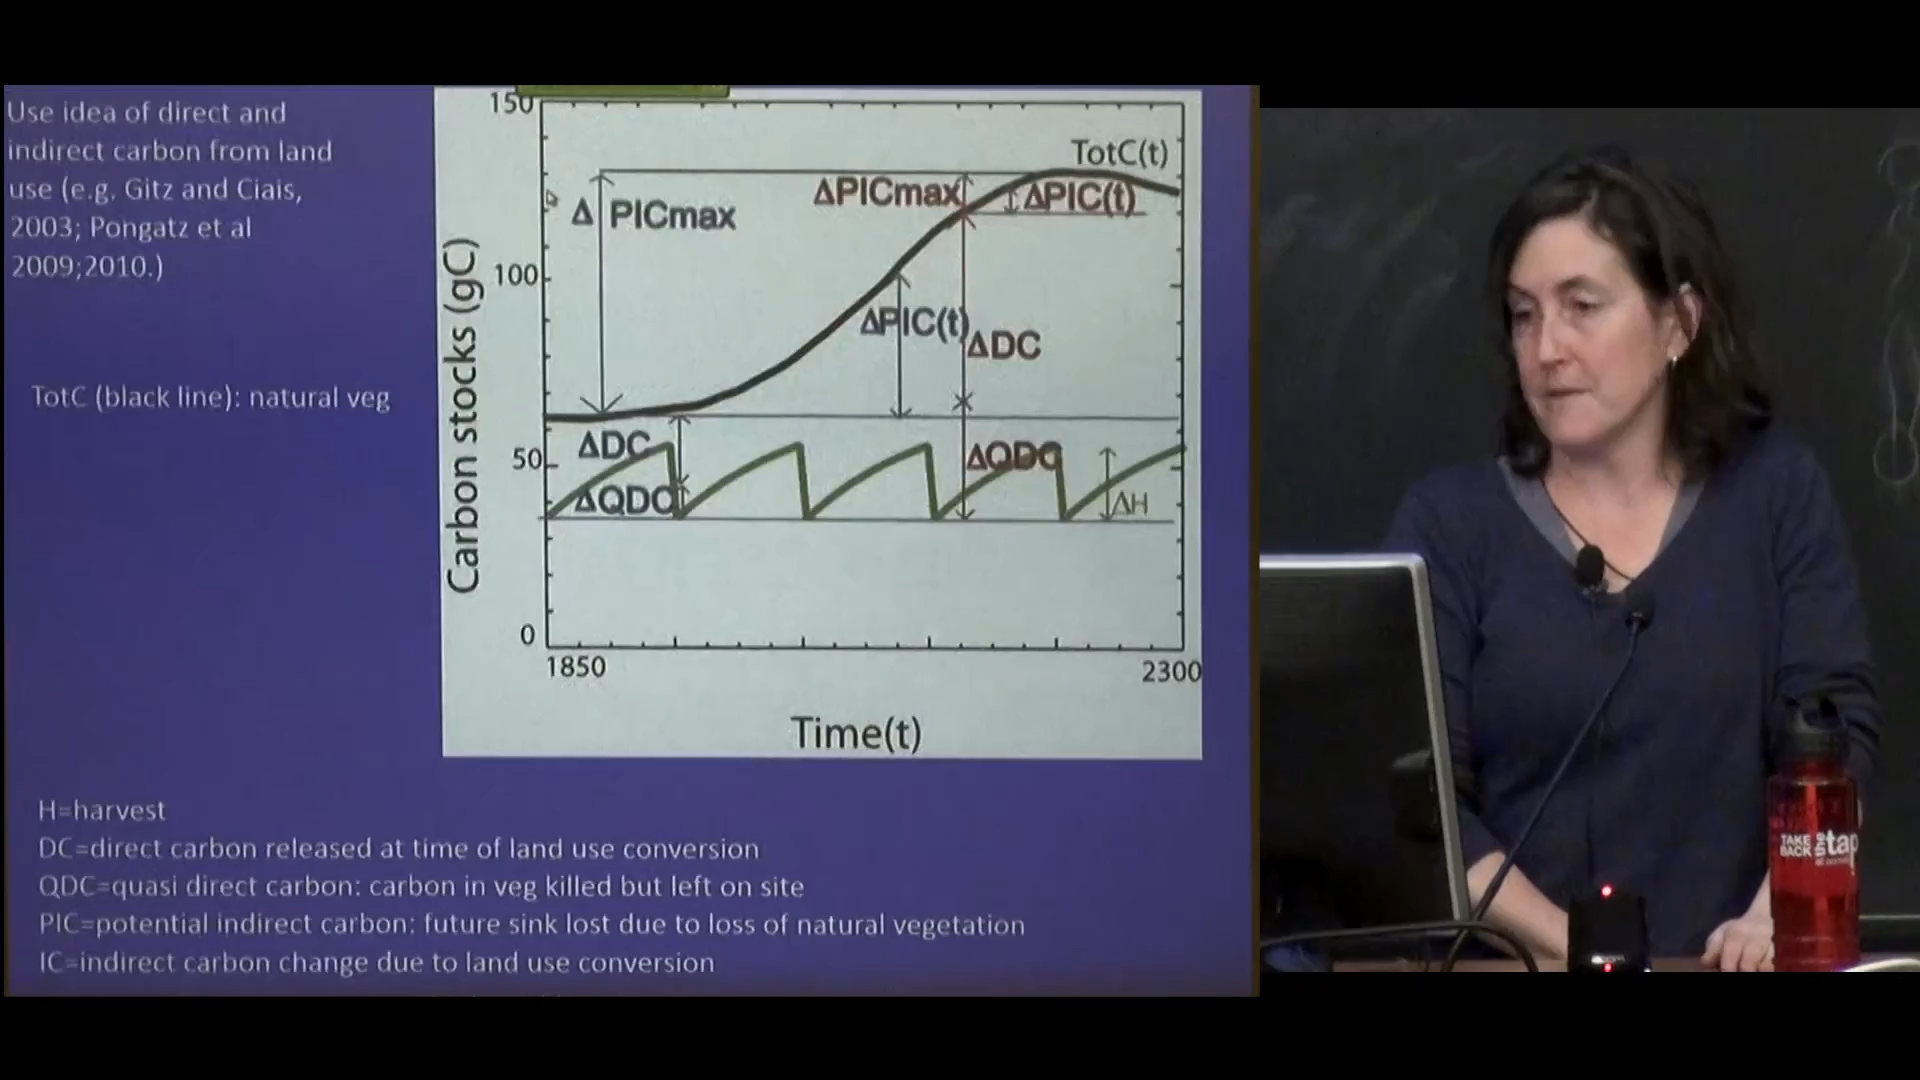 Use idea of direct and
indirect carbon from land
use (e.g. Gitz and Ciais,
2003; Pongatz et al
2009;2010.)
TotC (black line): natural veg
150
100
50
0
Carbon stocks (gC)
TotC(t)
Δ PICmax
ΔPICmax
ΔPIC(t)
ΔPIC(t)
ΔDC
ΔDC
ΔQDC
ΔQDC
ΔH
1850
2300
Time(t)
H=harvest
DC=direct carbon released at time of land use conversion
QDC=quasi direct carbon: carbon in veg killed but left on site
PIC=potential indirect carbon: future sink lost due to loss of natural vegetation
IC=indirect carbon change due to land use conversion
TAKE
BACK
THE
tap